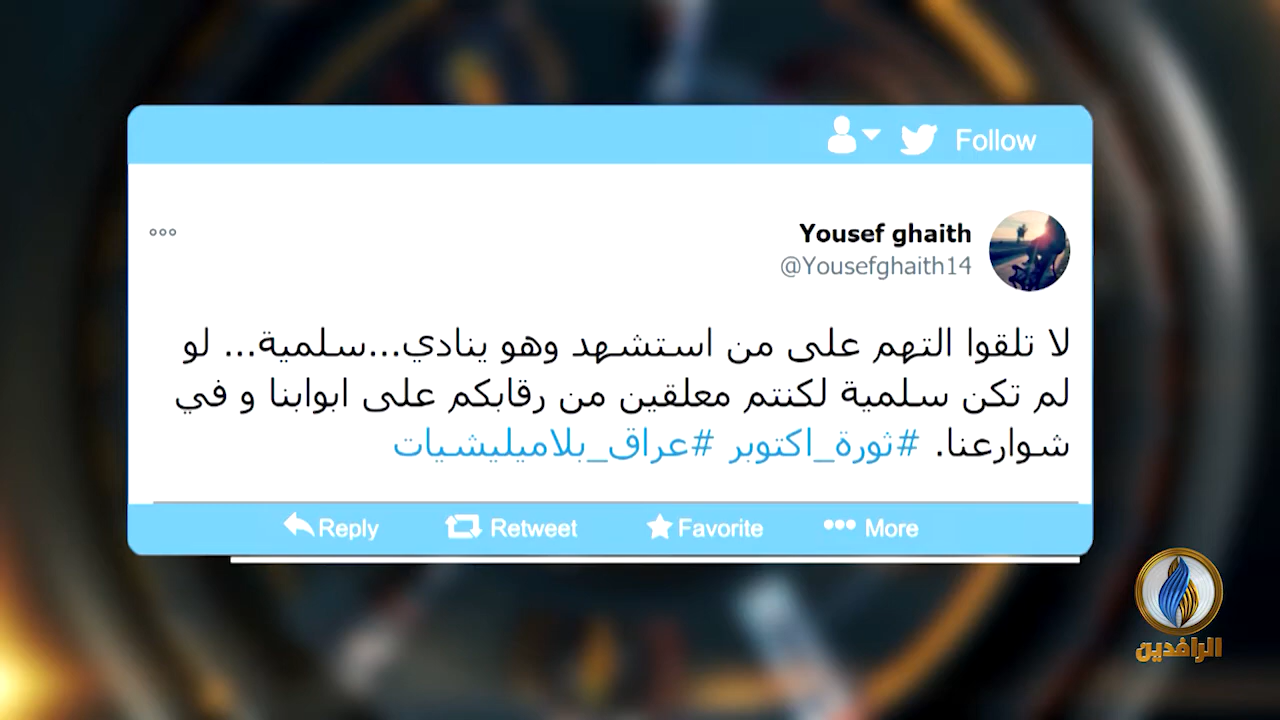 Follow
Yousef ghaith
@Yousefghaith14
لا تلقوا التهم على من استشهد وهو ينادي...سلمية... لو
لم تكن سلمية لكنتم معلقين من رقابكم على ابوابنا و في
شوارعنا. #ثورة_اكتوبر #عراق_بلاميليشيات
Reply Retweet Favorite More
الرافدين